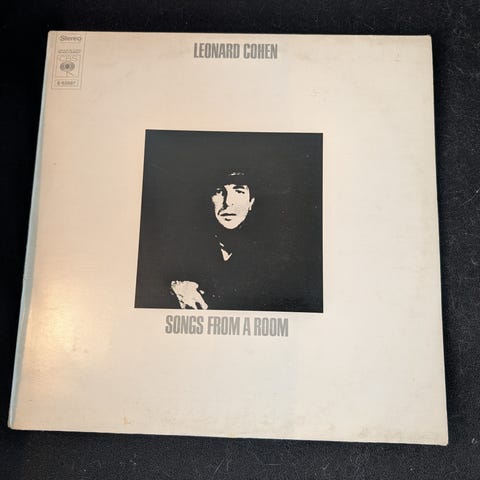 Stereo
CBS
LEONARD COHEN
SONGS FROM A ROOM